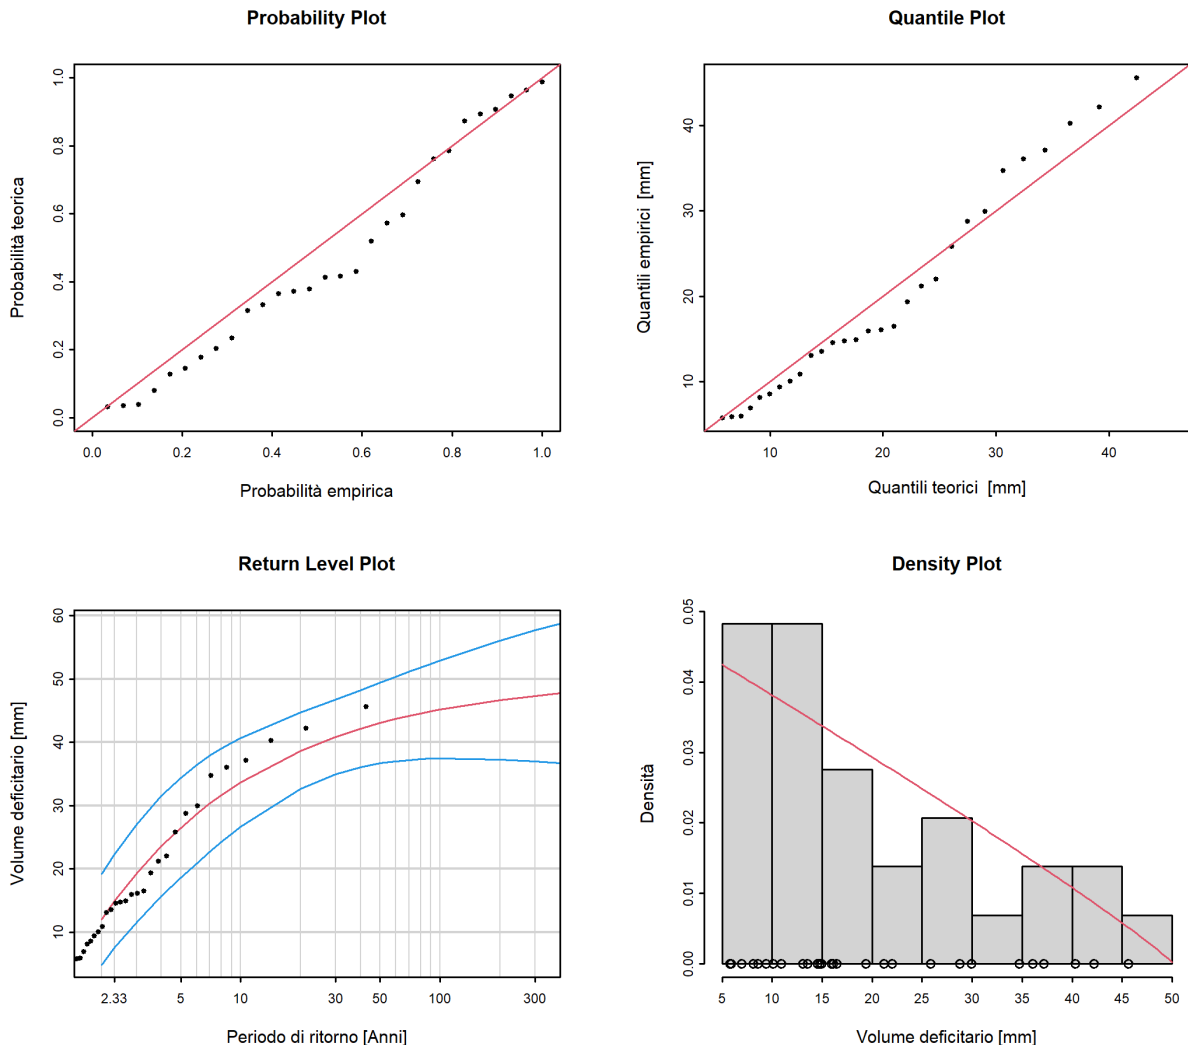 Probability Plot
Probabilità teorica
0.0 0.2 0.4 0.6 0.8 1.0
0.0 0.2 0.4 0.6 0.8 1.0
Probabilità empirica
Quantile Plot
Quantili empirici [mm]
10 20 30 40
10 20 30 40
Quantili teorici [mm]
Return Level Plot
Volume deficitario [mm]
10 20 30 40 50 60
2.33 5 10 30 50 100 300
Periodo di ritorno [Anni]
Density Plot
Densità
0.00 0.01 0.02 0.03 0.04 0.05
5 10 15 20 25 30 35 40 45 50
Volume deficitario [mm]